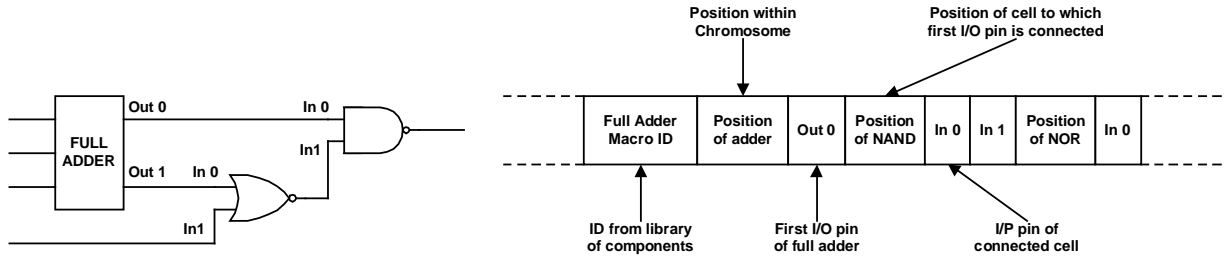 Out 0
In 0
FULL
ADDER
In1
Out 1
In 0
In1
Position within
Chromosome
Position of cell to which
first I/O pin is connected
Full Adder
Macro ID
Position
of adder
Out 0
Position
of NAND
In 0
In 1
Position
of NOR
In 0
ID from library
of components
First I/O pin
of full adder
I/P pin of
connected cell